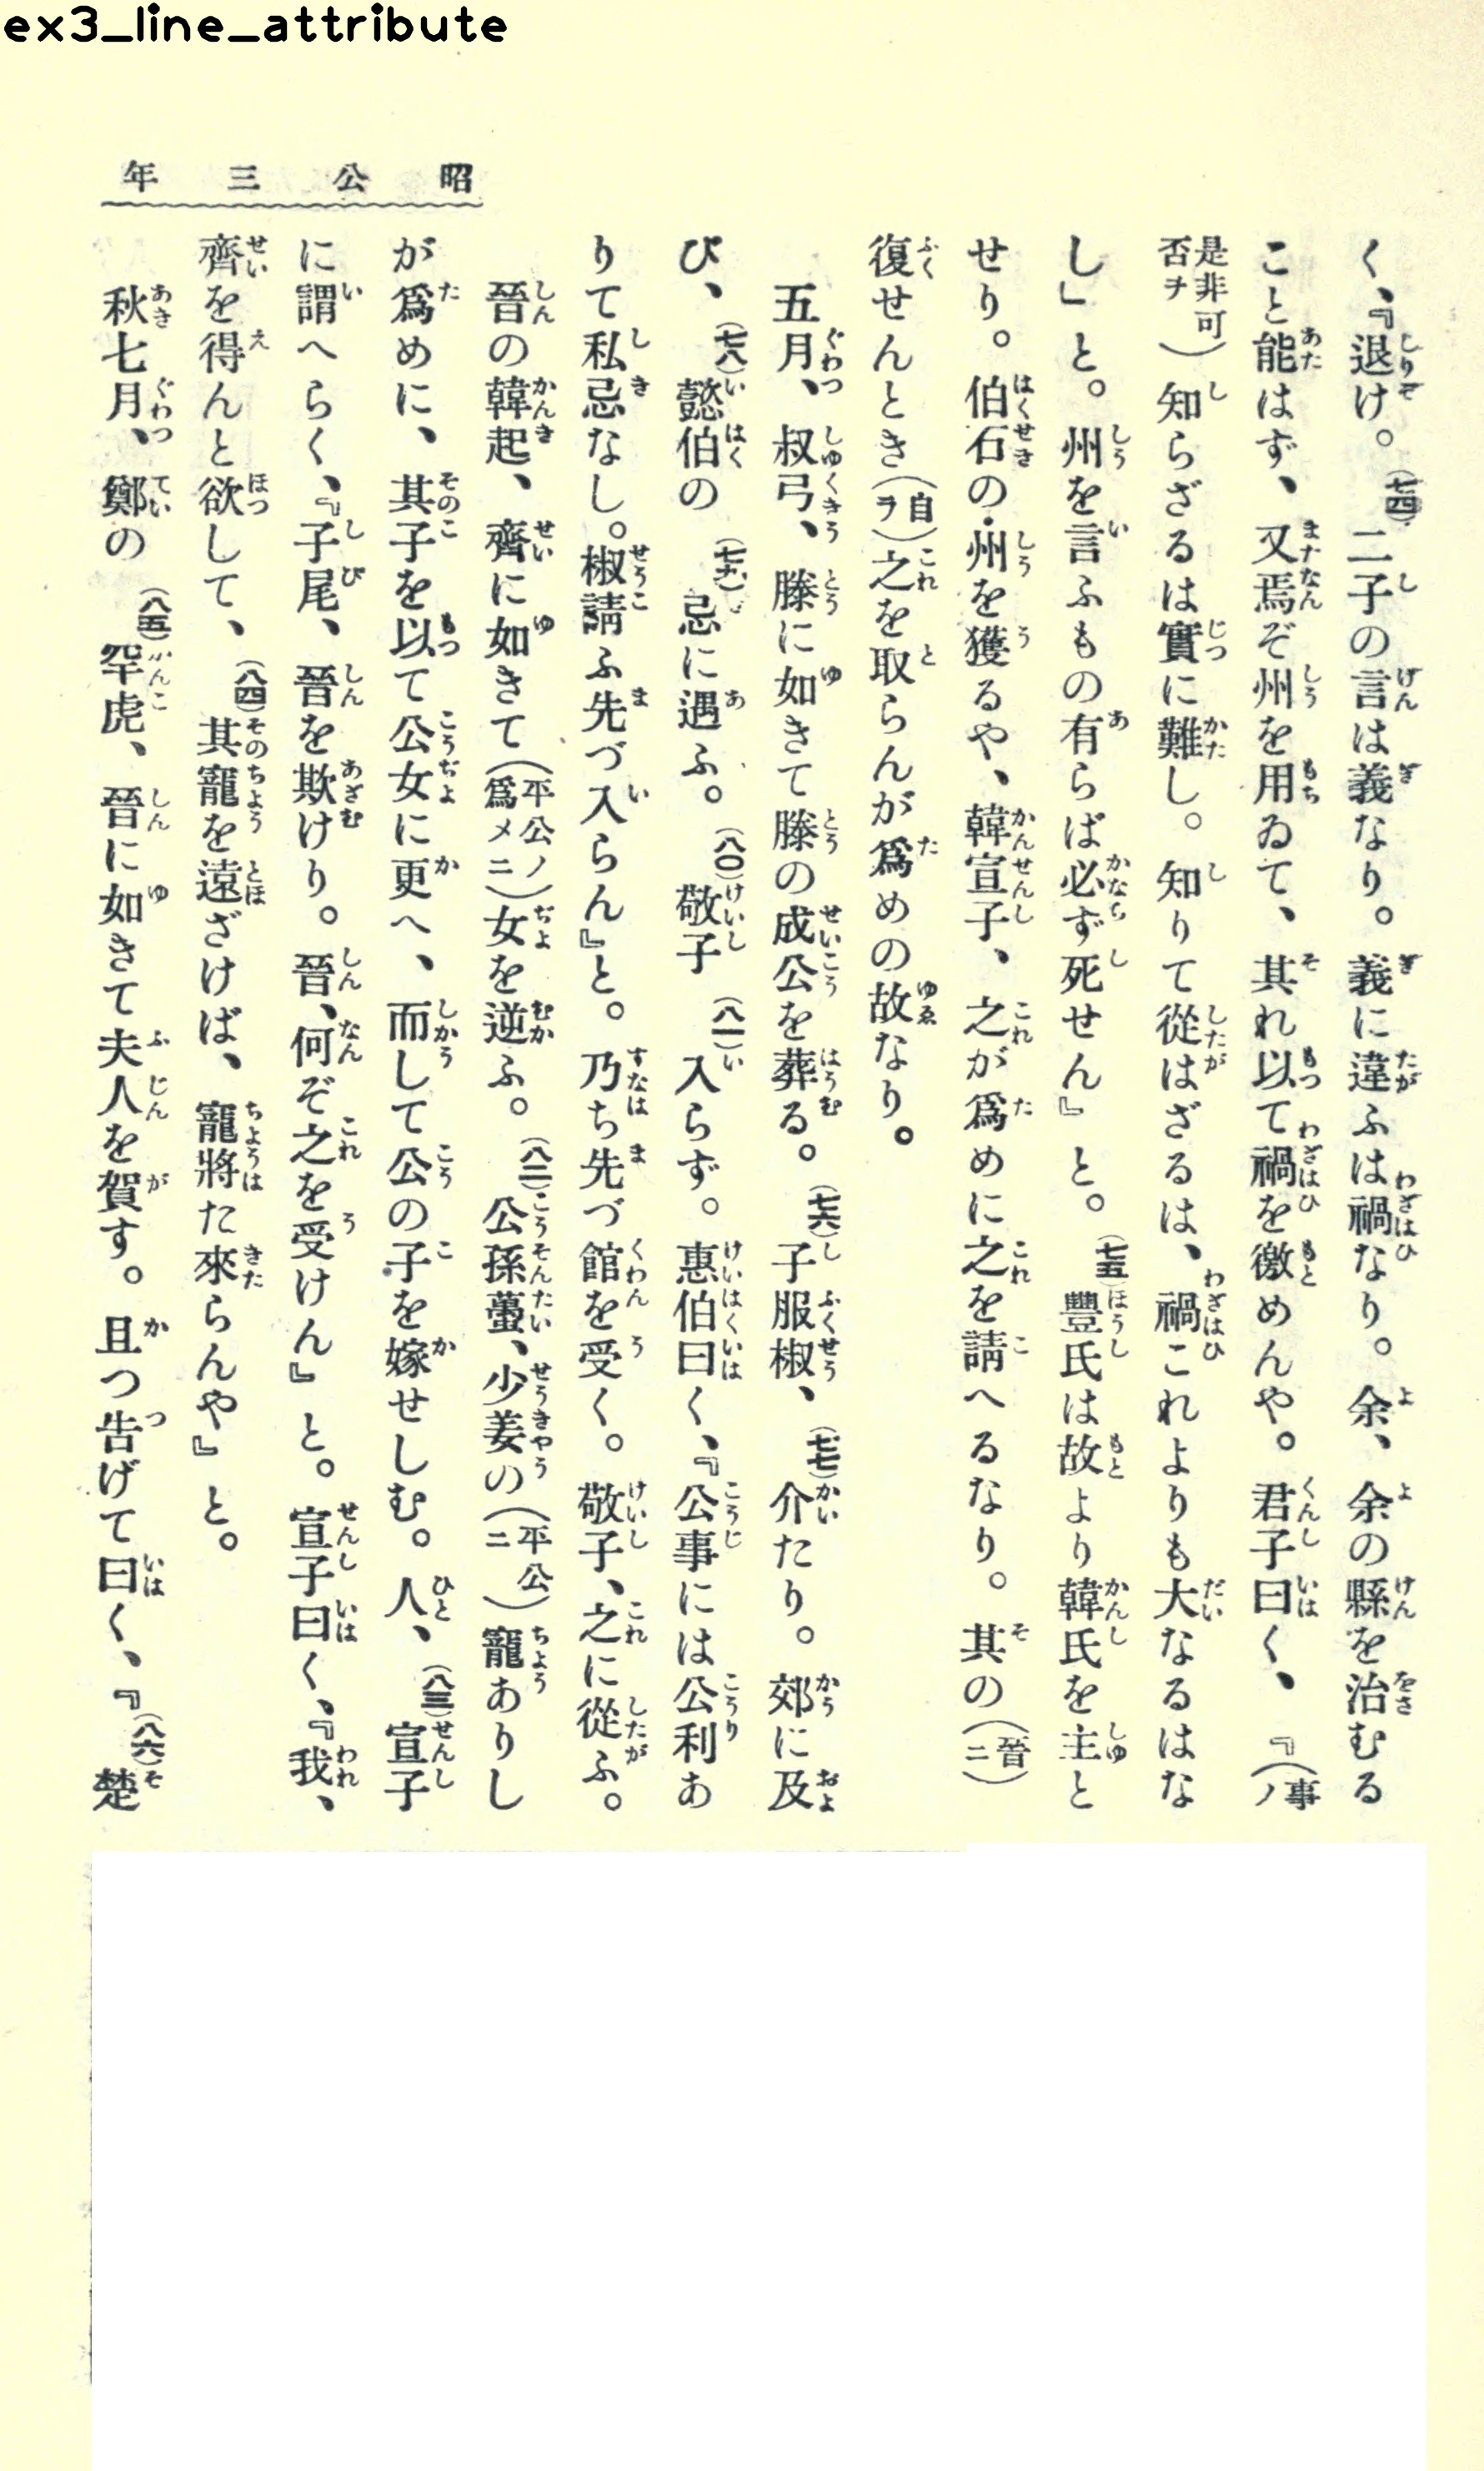 ex3_line_attribute
昭公三年
く、『退け。(七四)二子の言は義なり。義に違ふは禍なり。余、余の縣を治むる
こと能はず、又焉ぞ州を用ゐて、其れ以て禍を徼めんや。君子曰く、『(事ノ
是非可否ヲ)知らざるは實に難し。知りて從はざるは、禍これよりも大なるはな
し」と。州を言ふもの有らば必ず死せん』と。(七五)豐氏は故より韓氏を主と
せり。伯石の州を獲るや、韓宣子、之が爲めに之を請へるなり。其の(晉ニ)
復せんとき(自ヲ)之を取らんが爲めの故なり。
五月、叔弓、滕に如きて滕の成公を葬る。(七六)子服椒、(七七)介たり。郊に及
び、(七八)懿伯の(七九)忌に遇ふ。(八〇)敬子(八一)入らず。惠伯曰く、『公事には公利あ
りて私忌なし。椒請ふ先づ入らん』と。乃ち先づ館を受く。敬子、之に從ふ。
晉の韓起、齊に如きて(平公ノ爲メニ)女を逆ふ。(八二)公孫蠆、少姜の(平公ニ)寵ありし
が爲めに、其子を以て公女に更へ、而して公の子を嫁せしむ。人、(八三)宣子
に謂へらく、『子尾、晉を欺けり。晉、何ぞ之を受けん』と。宣子曰く、『我、
齊を得んと欲して、(八四)其寵を遠ざけば、寵將た來らんや』と。
秋七月、鄭の(八五)罕虎、晉に如きて夫人を賀す。且つ告げて曰く、『(八六)楚